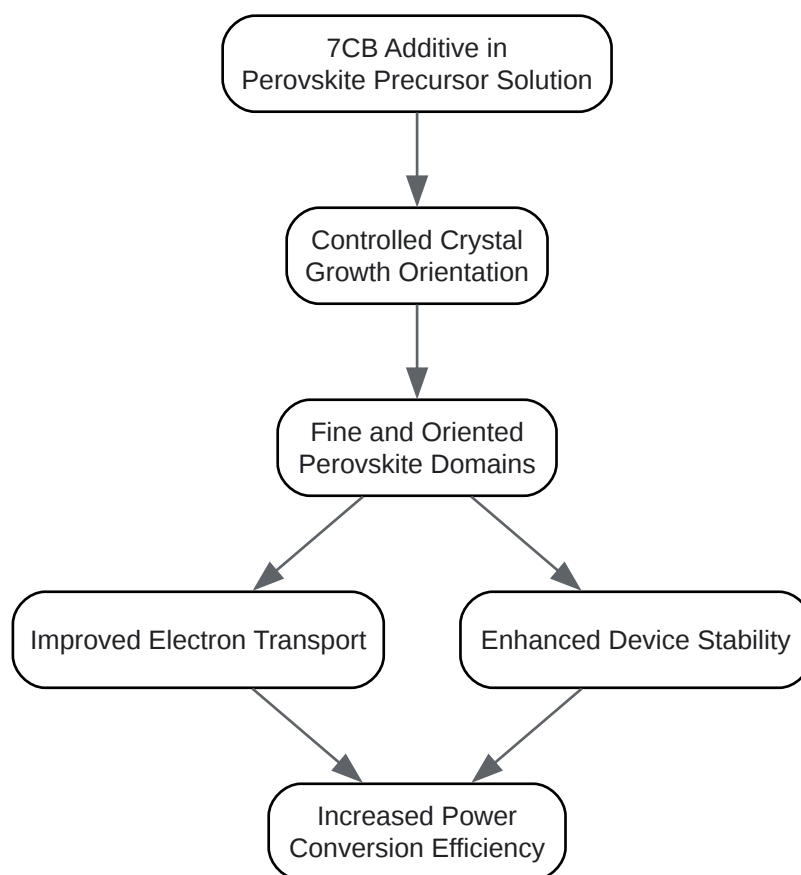 7CB Additive in
Perovskite Precursor Solution
Controlled Crystal
Growth Orientation
Fine and Oriented
Perovskite Domains
Improved Electron Transport
Enhanced Device Stability
Increased Power
Conversion Efficiency